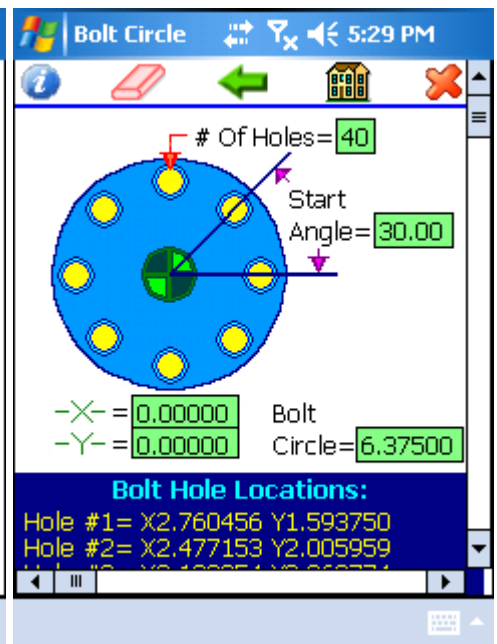 Bolt Circle 5:29 PM
# Of Holes= 40
Start
Angle= 30.00
-X- = 0.00000 Bolt
-Y- = 0.00000 Circle= 6.37500
Bolt Hole Locations:
Hole #1= X2.760456 Y1.593750
Hole #2= X2.477153 Y2.005959